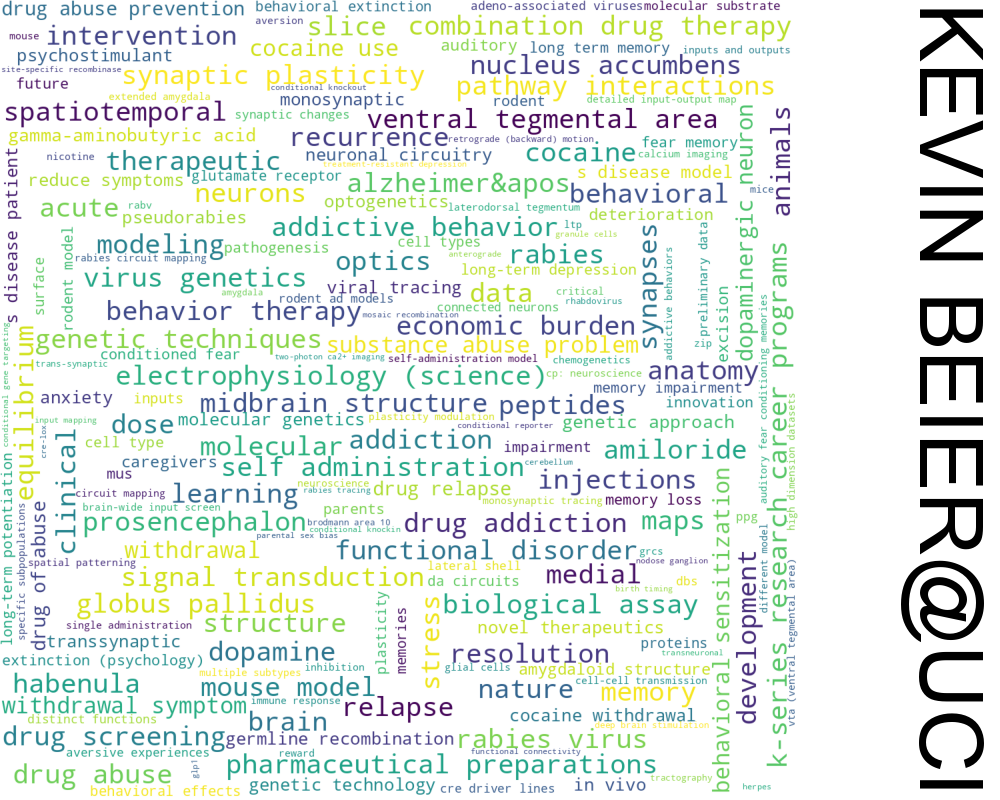 drug abuse prevention behavioral extinction adeno-associated viruses molecular substrate
aversion slice combination drug therapy
mouse intervention cocaine use auditory long term memory inputs and outputs
psychostimulant nucleus accumbens
site-specific recombinase synaptic plasticity pathway interactions
future conditional knockout
extended amygdala monosynaptic rodent detailed input-output map
spatiotemporal synaptic changes ventral tegmental area
gamma-aminobutyric acid recurrence retrograde (backward) motion fear memory
nicotine therapeutic neuronal circuitry cocaine calcium imaging
treatment-resistant depression
reduce symptoms glutamate receptor alzheimer&apos s disease model
neurons optogenetics behavioral mice
acute rabv pseudorabies laterodorsal tegmentum deterioration
addictive behavior ltp
granule cells
modeling pathogenesis cell types
rabies circuit mapping optics anterograde rabies
virus genetics long-term depression
amygdala viral tracing data critical
rodent ad models connected neurons rhabdovirus
behavior therapy mosaic recombination economic burden
genetic techniques substance abuse problem
conditioned fear two-photon ca2+ imaging self-administration model chemogenetics
trans-synaptic electrophysiology (science) cp: neuroscience anatomy
memory impairment
anxiety inputs midbrain structure peptides innovation
input mapping dose molecular genetics plasticity modulation conditional reporter genetic approach
cell type molecular addiction impairment amiloride
caregivers self administration cerebellum
mus neuroscience injections
circuit mapping learning rabies tracing drug relapse monosynaptic tracing memory loss
brain-wide input screen parents
prosencephalon brodmann area 10 conditional knockin drug addiction maps ppg
parental sex bias
withdrawal functional disorder grcs
spatial patterning lateral shell nodose ganglion
signal transduction da circuits medial dbs
birth timing
globus pallidus biological assay
single administration structure novel therapeutics
transsynaptic dopamine resolution proteins
transneuronal
extinction (psychology) multiple subtypes inhibition glial cells amygdaloid structure
habenula mouse model nature cell-cell transmission memory
withdrawal symptom immune response relapse
distinct functions brain cocaine withdrawal deep brain stimulation
drug screening germline recombination rabies virus
aversive experiences reward functional connectivity
drug abuse pharmaceutical preparations tractography
behavioral effects genetic technology cre driver lines in vivo herpes
s disease patient
surface
rodent model
conditional gene targeting
long-term potentiation
equilibrium
specific subpopulations
cre-lox
drug of abuse
clinical
glp1
plasticity
memories
stress
synapses
addictive behaviors
preliminary data
zip
excision
behavioral sensitization
dopaminergic neuron
development
auditory fear conditioning memories
different model
animals
k-series research career programs
high dimension datasets
vta (ventral tegmental area)
KEVIN BEIER@UCI